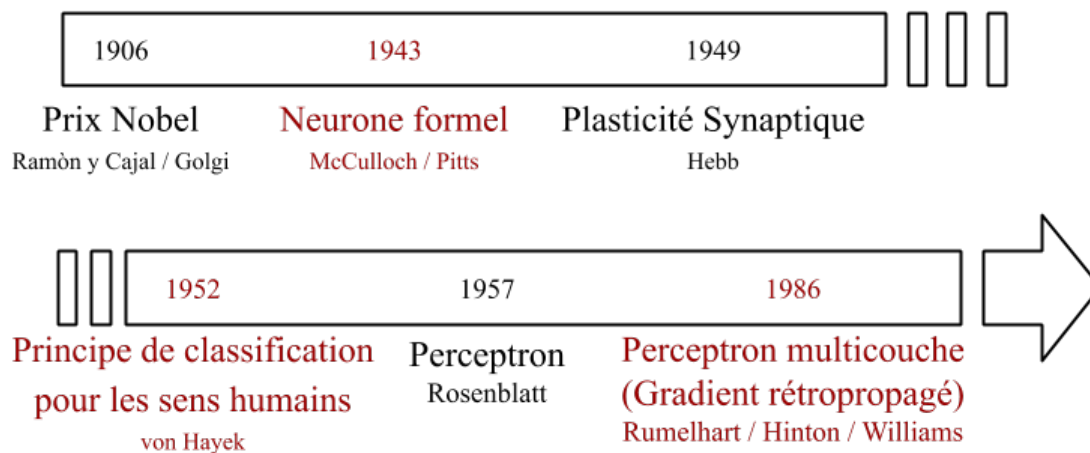 1906 1943 1949
Prix Nobel Neurone formel Plasticité Synaptique
Ramòn y Cajal / Golgi McCulloch / Pitts Hebb
1952 1957 1986
Principe de classification Perceptron Perceptron multicouche
pour les sens humains Rosenblatt (Gradient rétropropagé)
von Hayek Rumelhart / Hinton / Williams